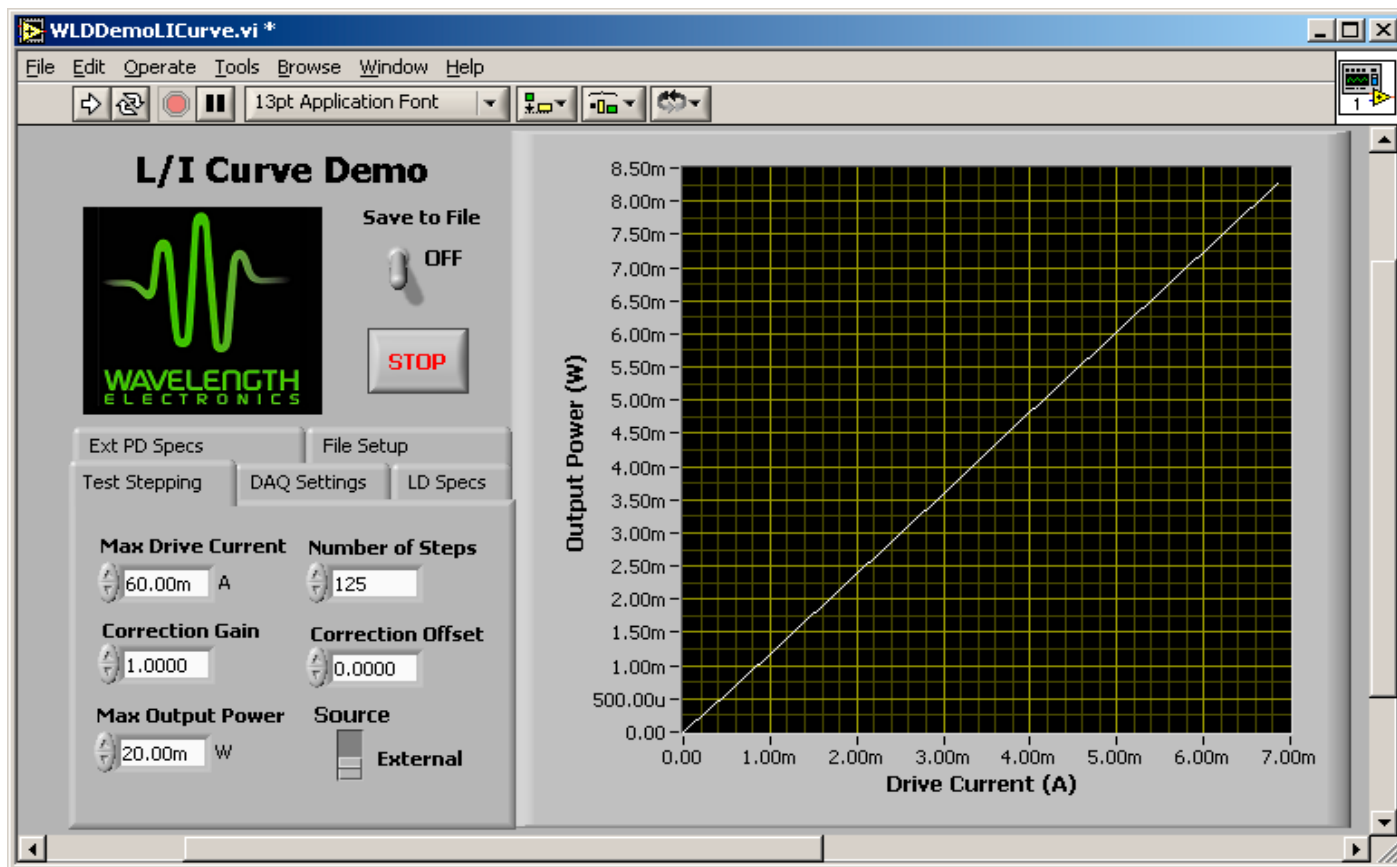 WLDDemoLICurve.vi *
File Edit Operate Tools Browse Window Help
13pt Application Font
1
L/I Curve Demo
Save to File
OFF
WAVELENGTH
ELECTRONICS
STOP
Ext PD Specs File Setup
Test Stepping DAQ Settings LD Specs
Max Drive Current Number of Steps
60.00m A 125
Correction Gain Correction Offset
1.0000 0.0000
Max Output Power Source
20.00m W External
Output Power (W)
8.50m
8.00m
7.50m
7.00m
6.50m
6.00m
5.50m
5.00m
4.50m
4.00m
3.50m
3.00m
2.50m
2.00m
1.50m
1.00m
500.00u
0.00
0.00 1.00m 2.00m 3.00m 4.00m 5.00m 6.00m 7.00m
Drive Current (A)